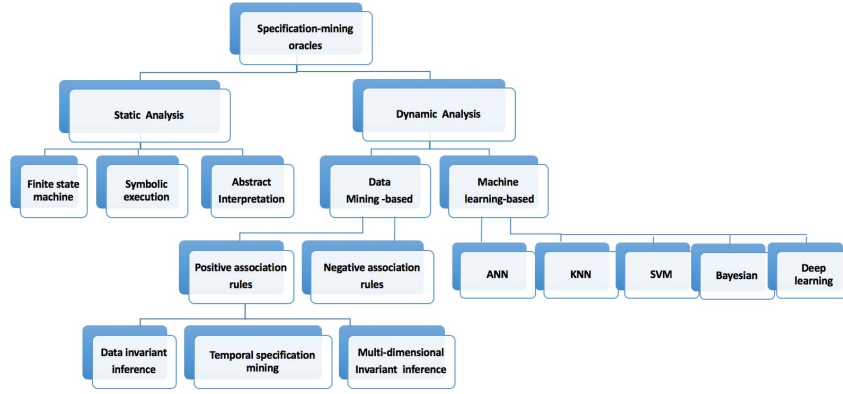 Specification-mining
oracles
Static Analysis
Dynamic Analysis
Finite state
machine
Symbolic
execution
Abstract
Interpretation
Data
Mining -based
Machine
learning-based
Positive association
rules
Negative association
rules
ANN
KNN
SVM
Bayesian
Deep
learning
Data invariant
inference
Temporal specification
mining
Multi-dimensional
Invariant inference